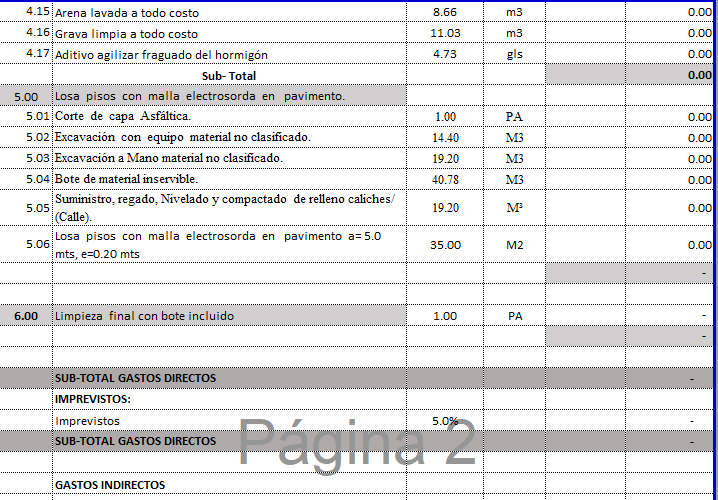 4.15 Arena lavada a todo costo 8.66 m3 0.00
4.16 Grava limpia a todo costo 11.03 m3 0.00
4.17 Aditivo agilizar fraguado del hormigón 4.73 gls 0.00
Sub- Total 0.00
5.00 Losa pisos con malla electrosorda en pavimento.
5.01 Corte de capa Asfáltica. 1.00 PA 0.00
5.02 Excavación con equipo material no clasificado. 14.40 M3 0.00
5.03 Excavación a Mano material no clasificado. 19.20 M3 0.00
5.04 Bote de material inservible. 40.78 M3 0.00
5.05 Suministro, regado, Nivelado y compactado de relleno caliches/
(Calle). 19.20 M³ 0.00
5.06 Losa pisos con malla electrosorda en pavimento a= 5.0
mts, e=0.20 mts 35.00 M2 0.00
-
6.00 Limpieza final con bote incluido 1.00 PA -
-
SUB-TOTAL GASTOS DIRECTOS -
IMPREVISTOS:
Imprevistos 5.0% -
SUB-TOTAL GASTOS DIRECTOS -
Página 2
GASTOS INDIRECTOS